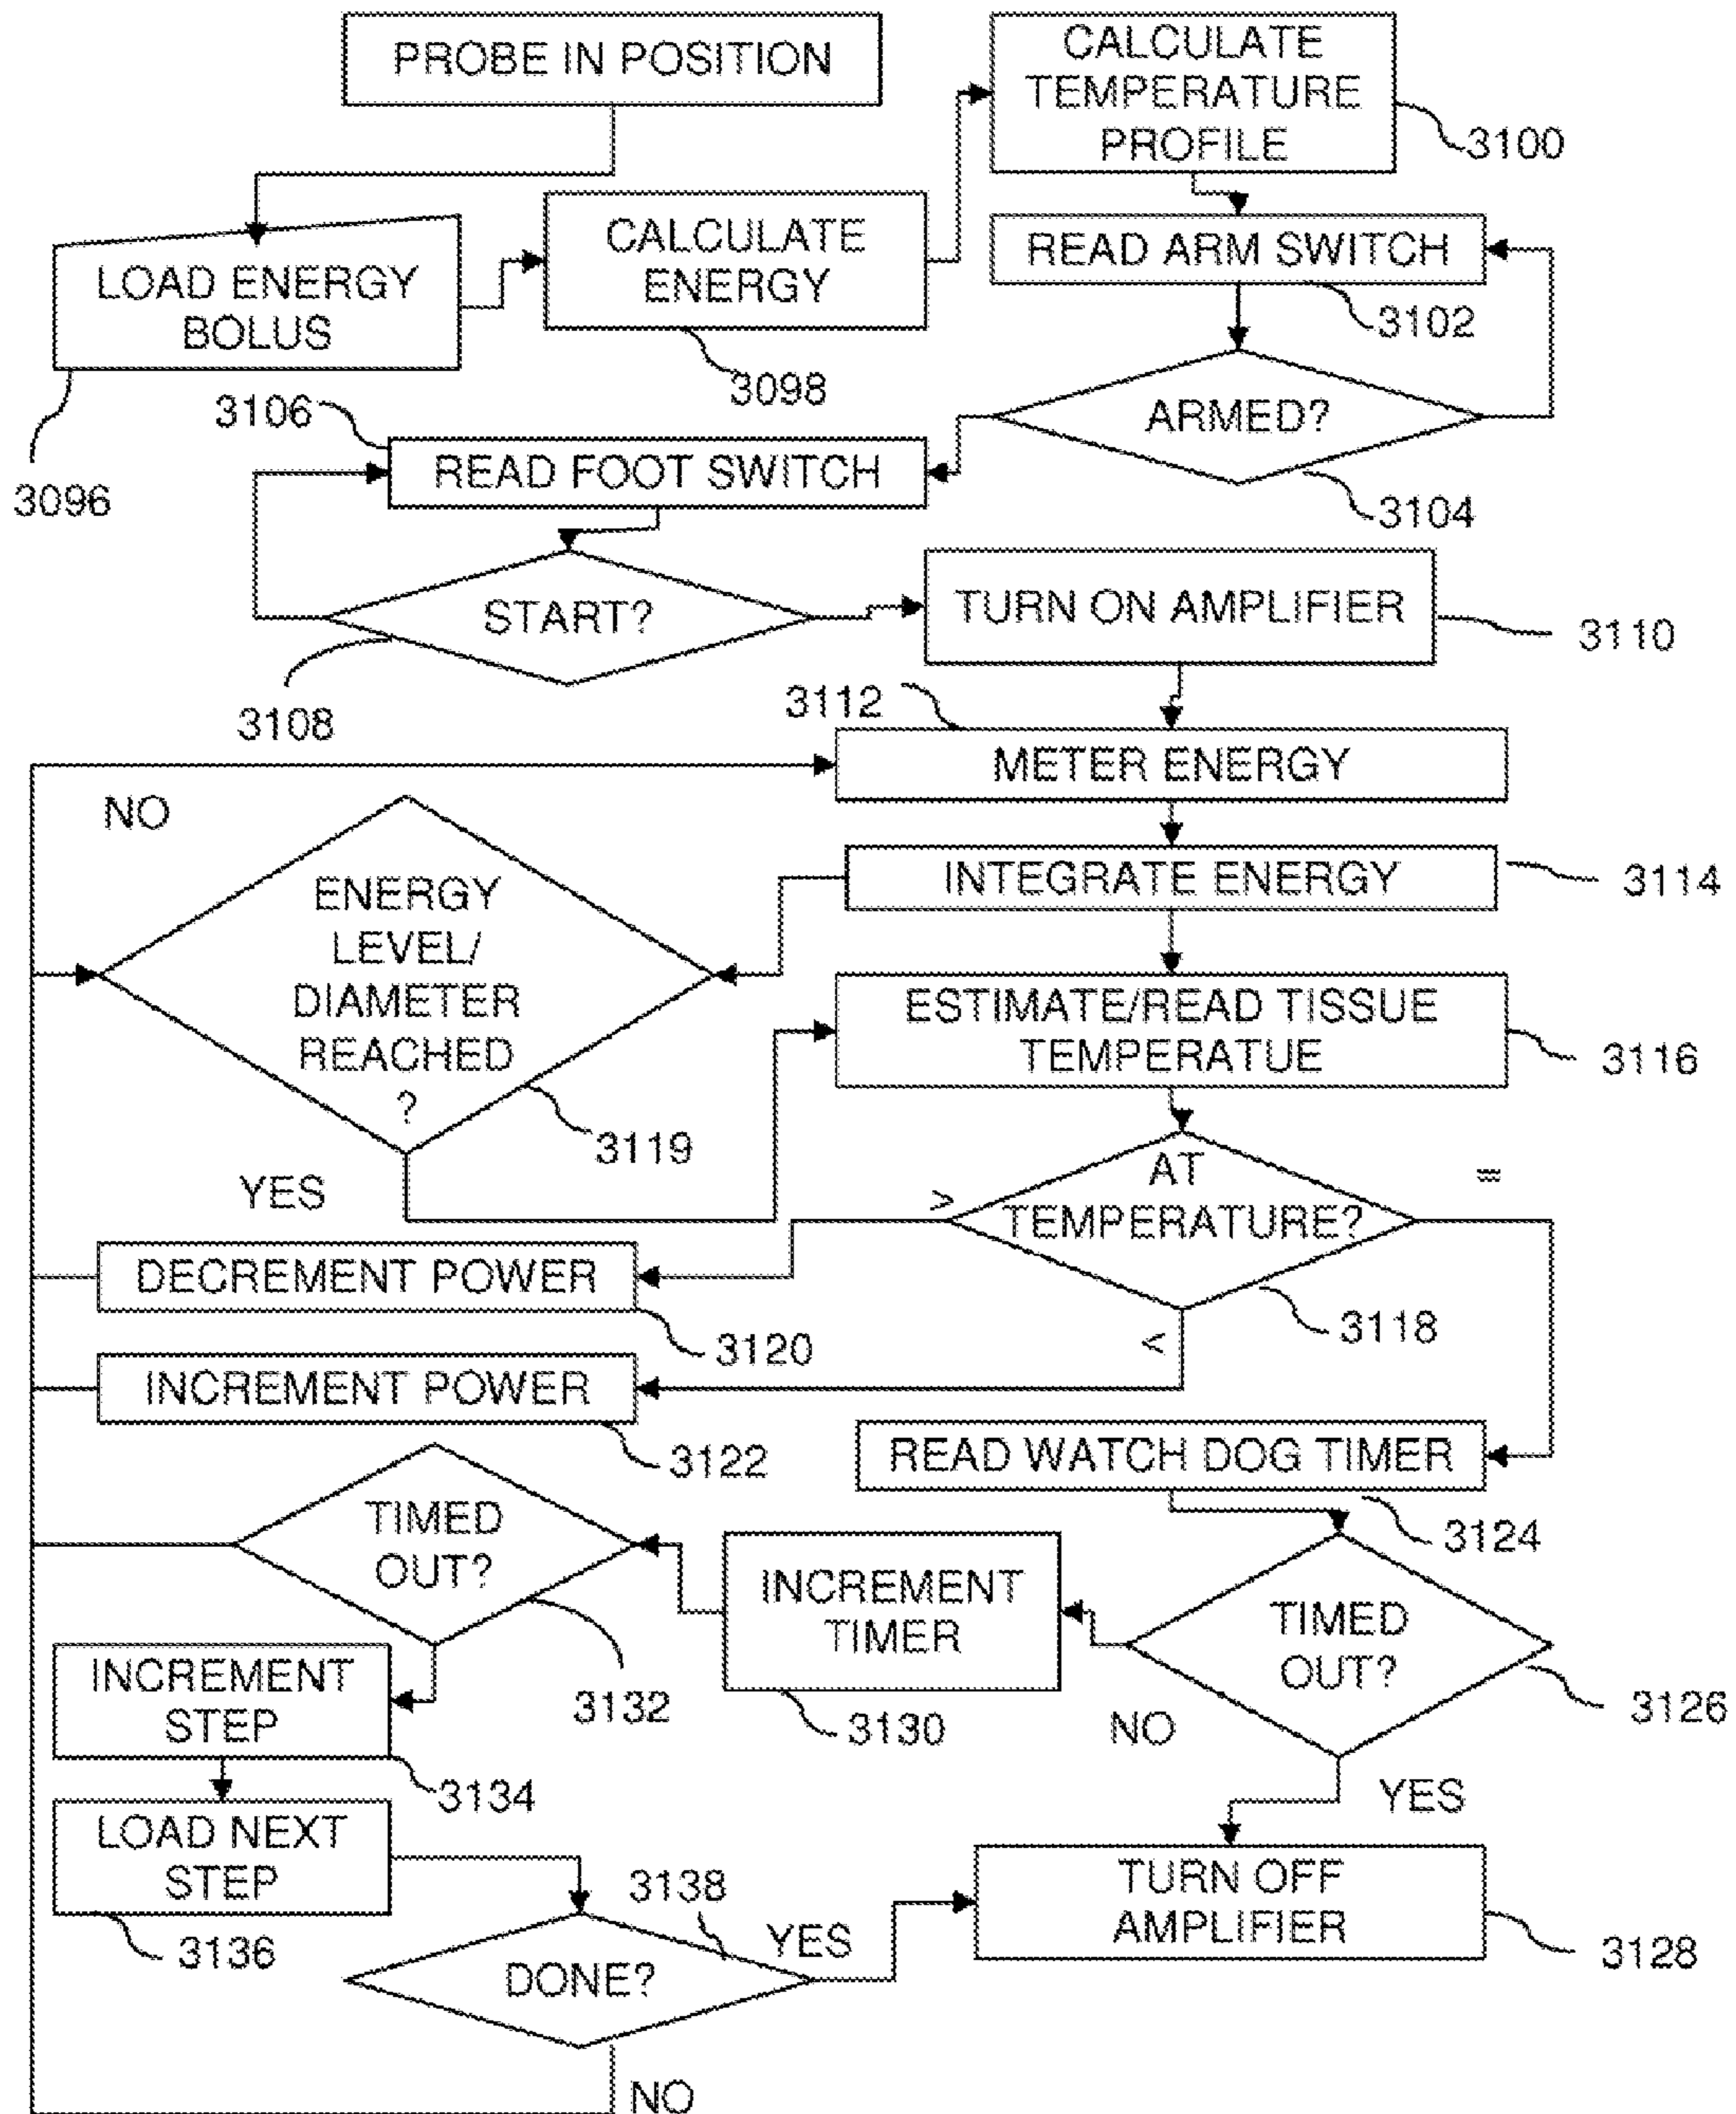 PROBE IN POSITION
CALCULATE
TEMPERATURE
PROFILE
3100
LOAD ENERGY
BOLUS
3096
CALCULATE
ENERGY
3098
READ ARM SWITCH
3102
ARMED?
3104
3106
READ FOOT SWITCH
START?
3108
TURN ON AMPLIFIER
3110
3112
METER ENERGY
NO
INTEGRATE ENERGY
3114
ENERGY
LEVEL/
DIAMETER
REACHED
?
3119
YES
ESTIMATE/READ TISSUE
TEMPERATUE
3116
AT
TEMPERATURE?
3118
>
=
<
DECREMENT POWER
3120
INCREMENT POWER
3122
READ WATCH DOG TIMER
3124
TIMED
OUT?
3126
NO
YES
INCREMENT
TIMER
3130
TIMED
OUT?
3132
INCREMENT
STEP
3134
LOAD NEXT
STEP
3136
3138
DONE?
YES
NO
TURN OFF
AMPLIFIER
3128